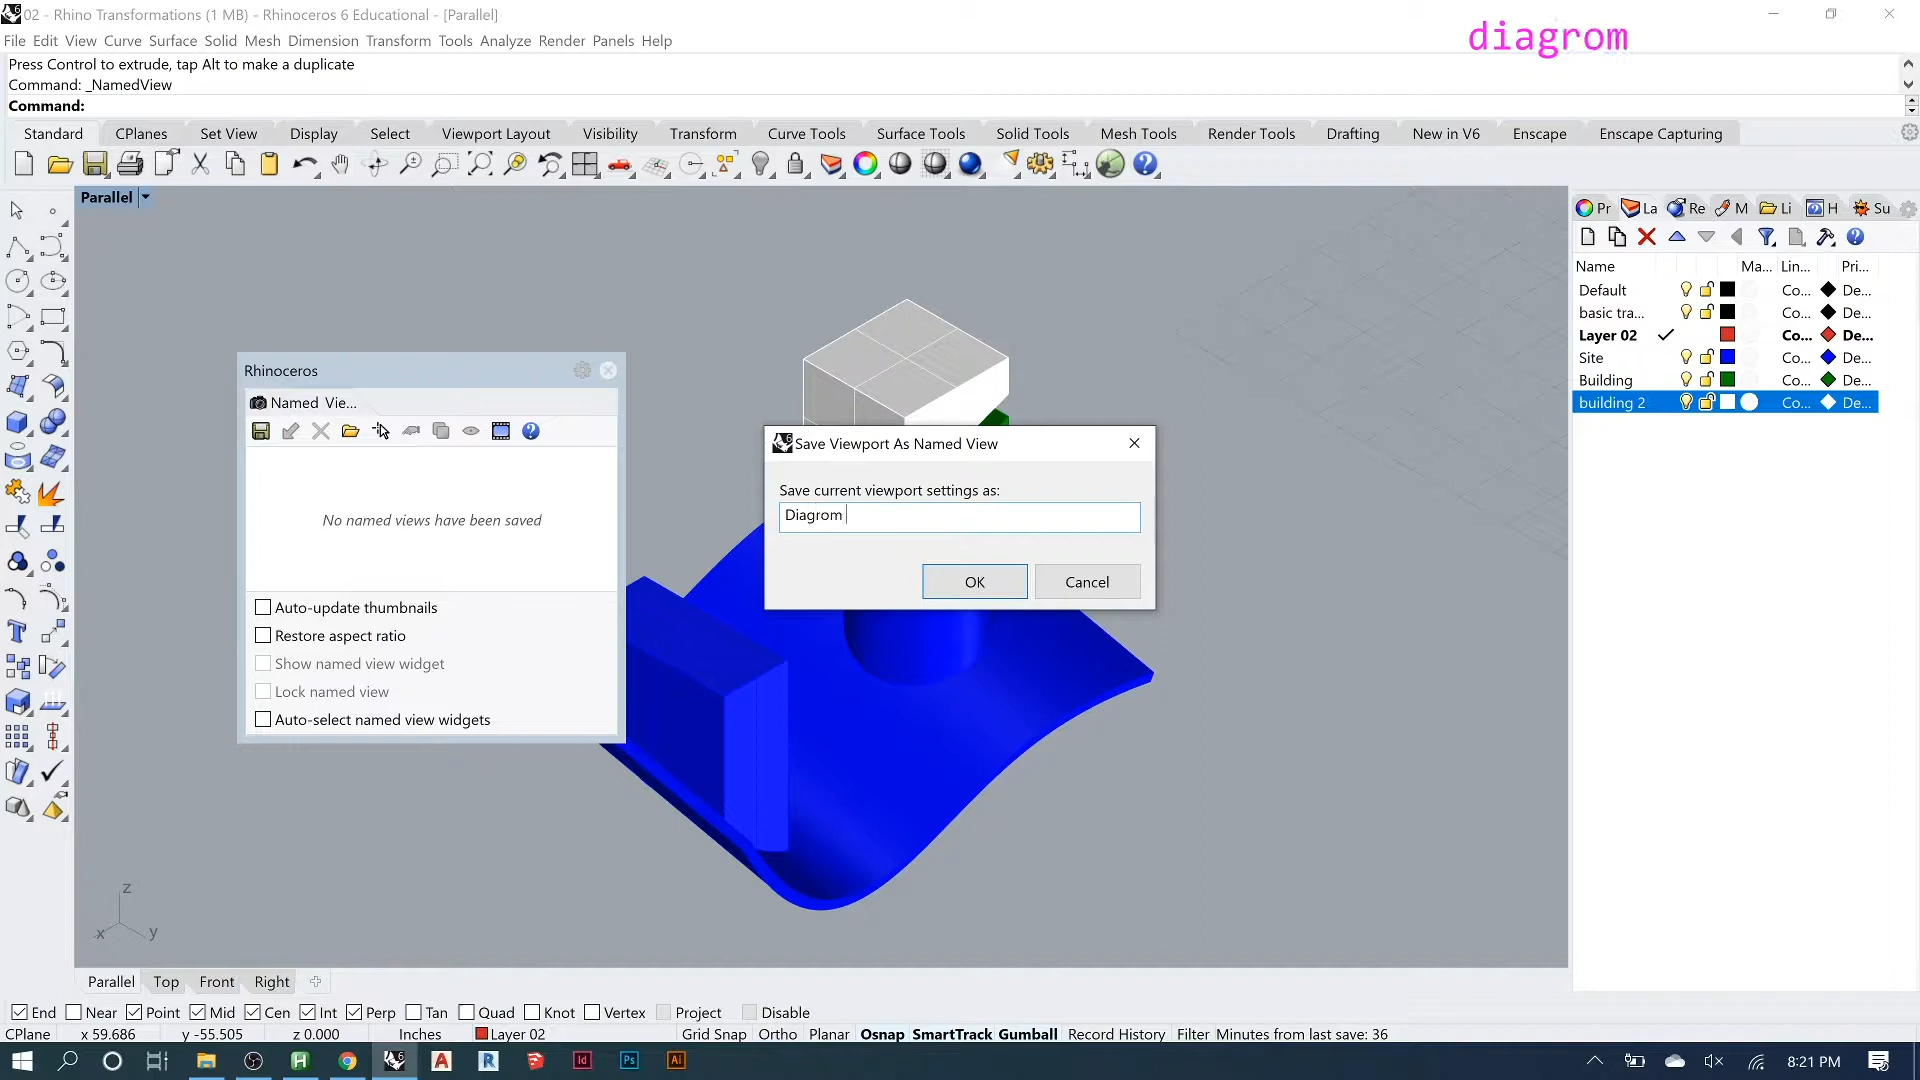 02 - Rhino Transformations (1 MB) - Rhinoceros 6 Educational - [Parallel]
diagrom
File Edit View Curve Surface Solid Mesh Dimension Transform Tools Analyze Render Panels Help
Press Control to extrude, tap Alt to make a duplicate
Command: _NamedView
Command:
Standard CPlanes Set View Display Select Viewport Layout Visibility Transform Curve Tools Surface Tools Solid Tools Mesh Tools Render Tools Drafting New in V6 Enscape Enscape Capturing
Parallel
Pr La Re M Li H Su
Name Ma... Lin... Pri...
Default Co... De...
basic tra... Co... De...
Layer 02 Co... De...
Site Co... De...
Building Co... De...
building 2 Co... De...
Rhinoceros
Named Vie...
No named views have been saved
Auto-update thumbnails
Restore aspect ratio
Show named view widget
Lock named view
Auto-select named view widgets
Save Viewport As Named View
Save current viewport settings as:
Diagrom
OK Cancel
z
x y
Parallel Top Front Right
End Near Point Mid Cen Int Perp Tan Quad Knot Vertex Project Disable
CPlane x 59.686 y -55.505 z 0.000 Inches Layer 02 Grid Snap Ortho Planar Osnap SmartTrack Gumball Record History Filter Minutes from last save: 36
H 6 A R Id Ps Ai 8:21 PM